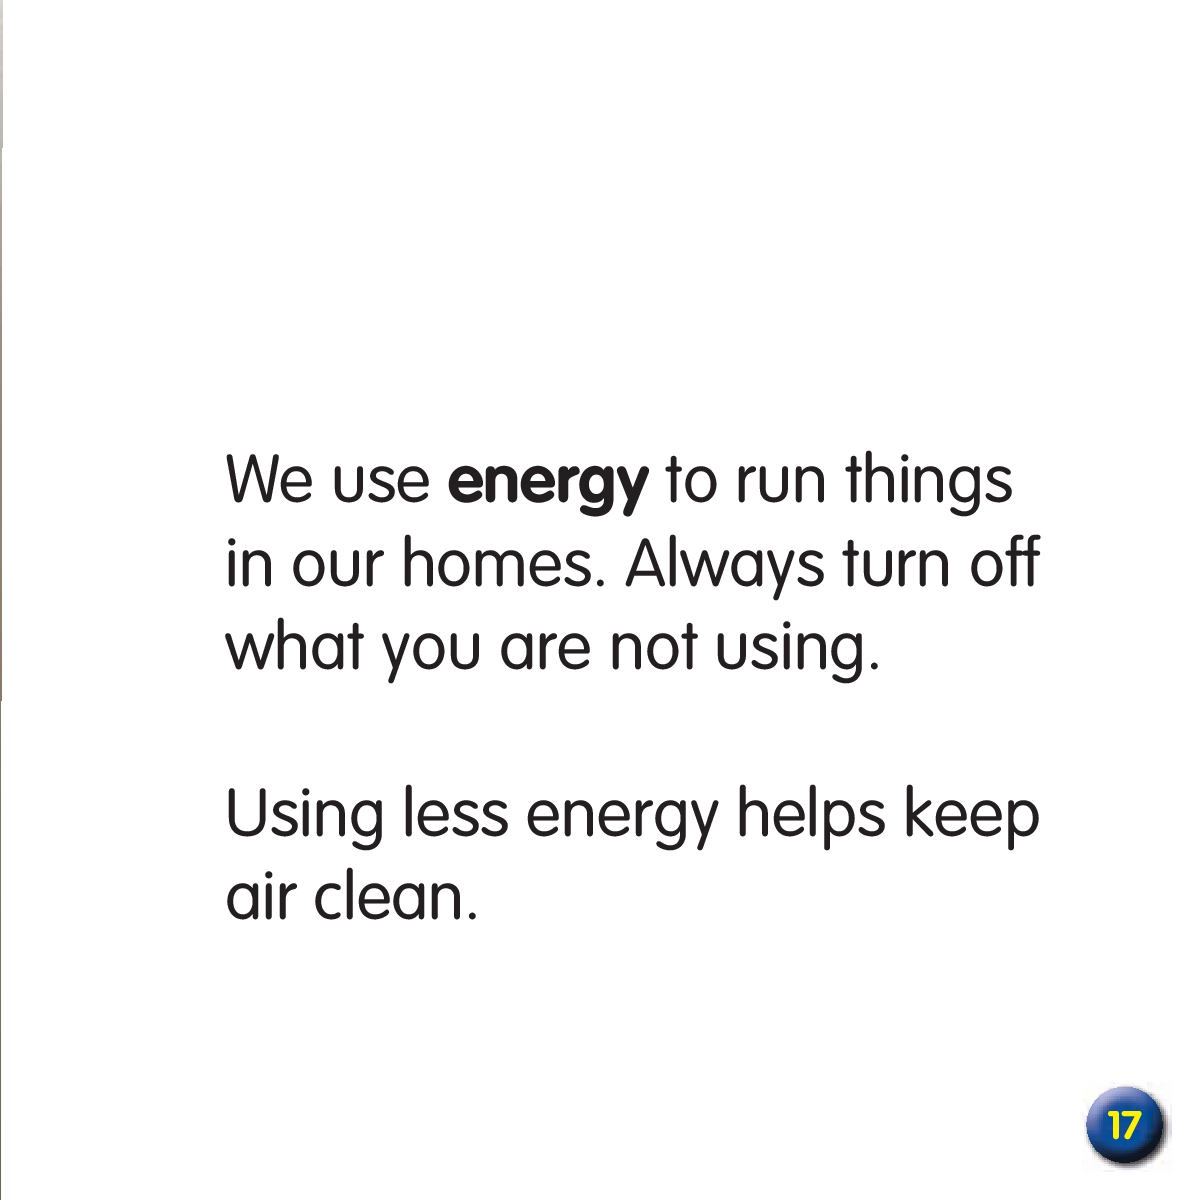 We use energy to run things
in our homes. Always turn off
what you are not using.
Using less energy helps keep
air clean.
17